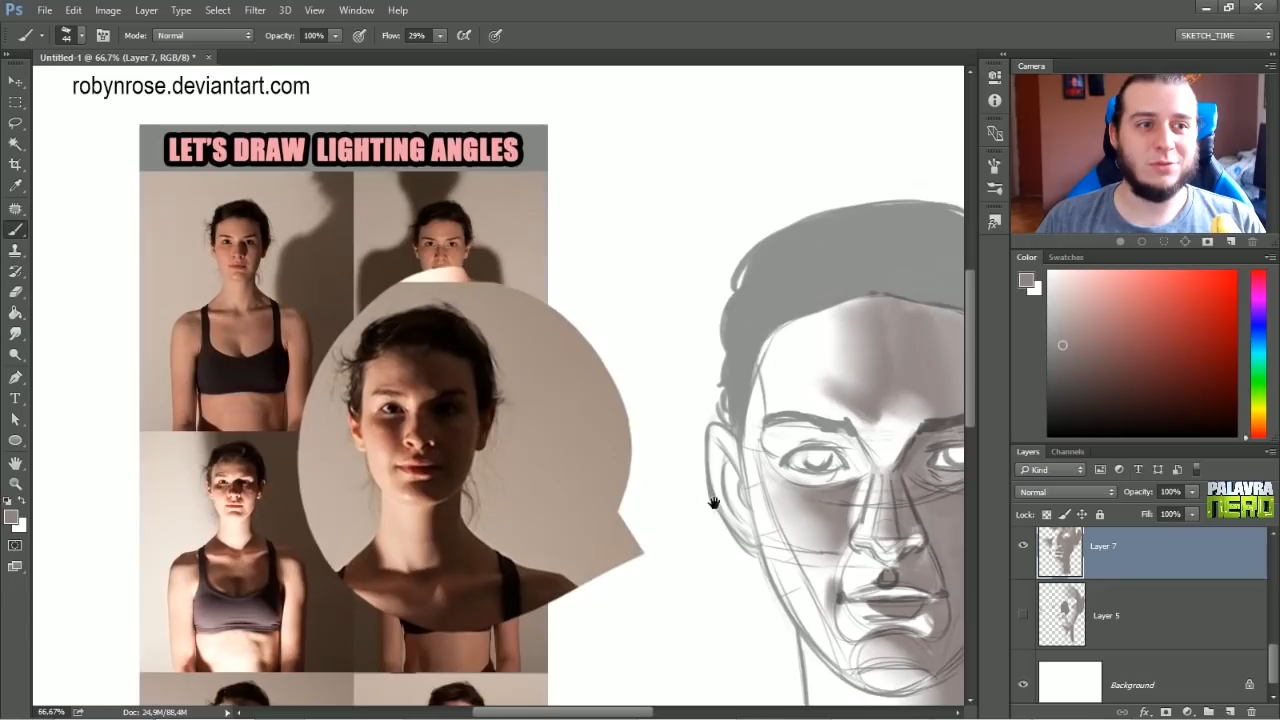 Ps File Edit Image Layer Type Select Filter 3D View Window Help
44 Mode: Normal Opacity: 100% Flow: 29% SKETCH_TIME
Untitled-1 @ 66,7% (Layer 7, RGB/8) * ×
Camera
robynrose.deviantart.com
LET'S DRAW LIGHTING ANGLES
Color Swatches
Layers Channels
Kind
Normal Opacity: 100%
PALAVRA
NERD
Lock: Fill: 100%
Layer 7
Layer 5
Background
66,67% Doc: 24,9M/88,4M
fx